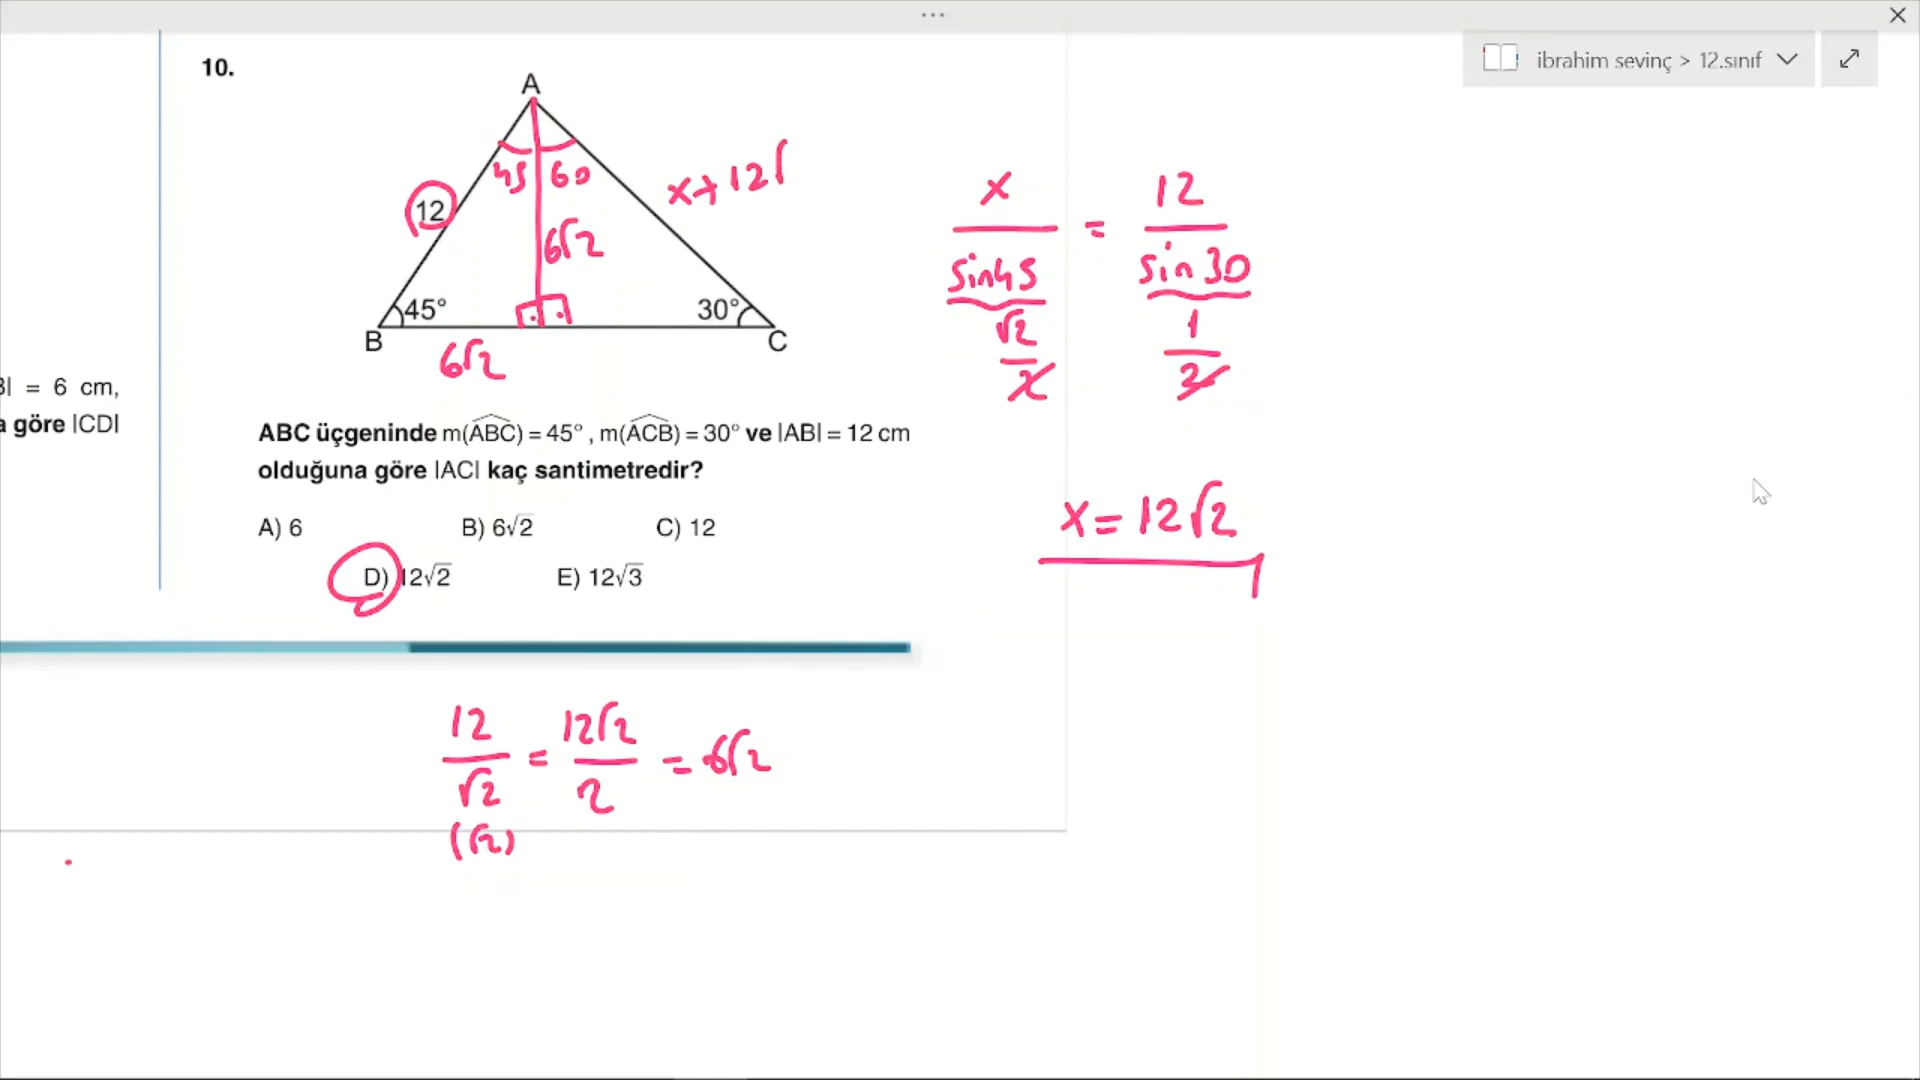 ...
ibrahim sevinç > 12.sınıf
10.
A
45 60
x+12√
12
6√2
45°
30°
B
C
6√2
| = 6 cm,
göre |CD|
ABC üçgeninde m(ABC) = 45° , m(ACB) = 30° ve |AB| = 12 cm
olduğuna göre |AC| kaç santimetredir?
A) 6 B) 6√2 C) 12
D) 12√2 E) 12√3
x/sin45 = 12/sin30
√2/2 1/2
x = 12√2
12/√2 = 12√2/2 = 6√2
(√2)